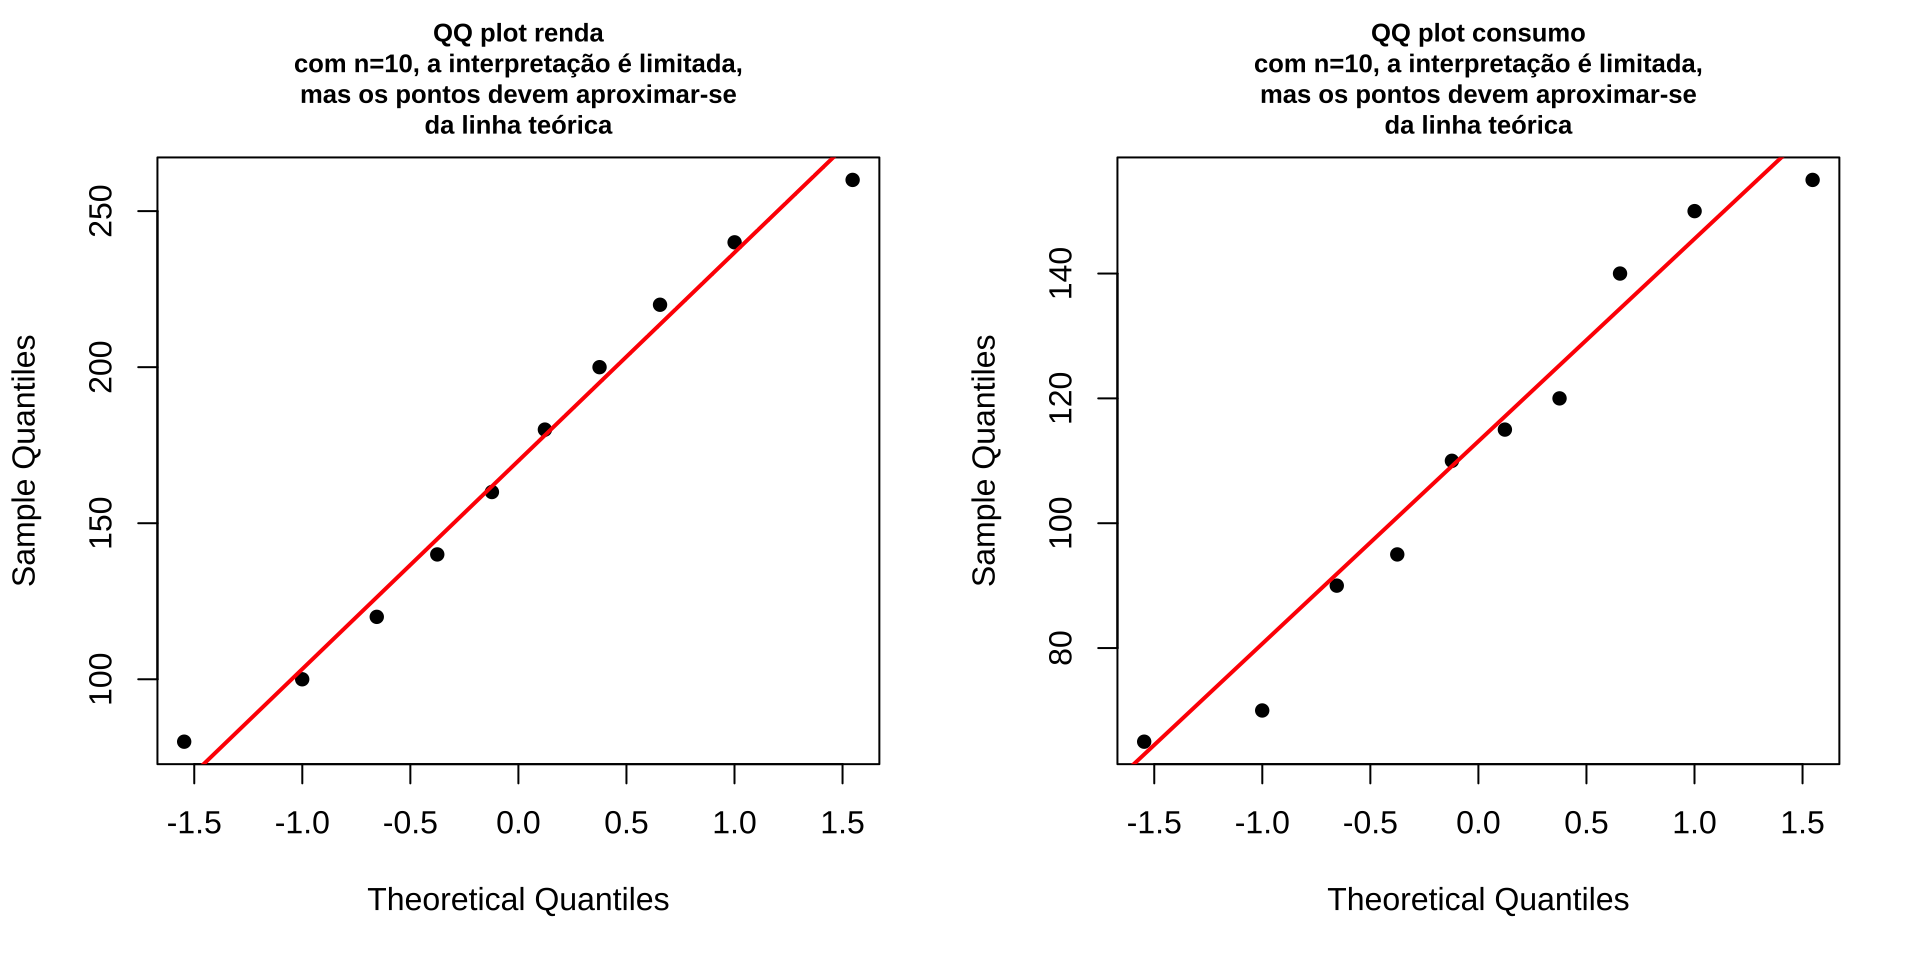 QQ plot renda
com n=10, a interpretação é limitada,
mas os pontos devem aproximar-se
da linha teórica
250
200
150
100
Sample Quantiles
-1.5 -1.0 -0.5 0.0 0.5 1.0 1.5
Theoretical Quantiles
QQ plot consumo
com n=10, a interpretação é limitada,
mas os pontos devem aproximar-se
da linha teórica
140
120
100
80
Sample Quantiles
-1.5 -1.0 -0.5 0.0 0.5 1.0 1.5
Theoretical Quantiles